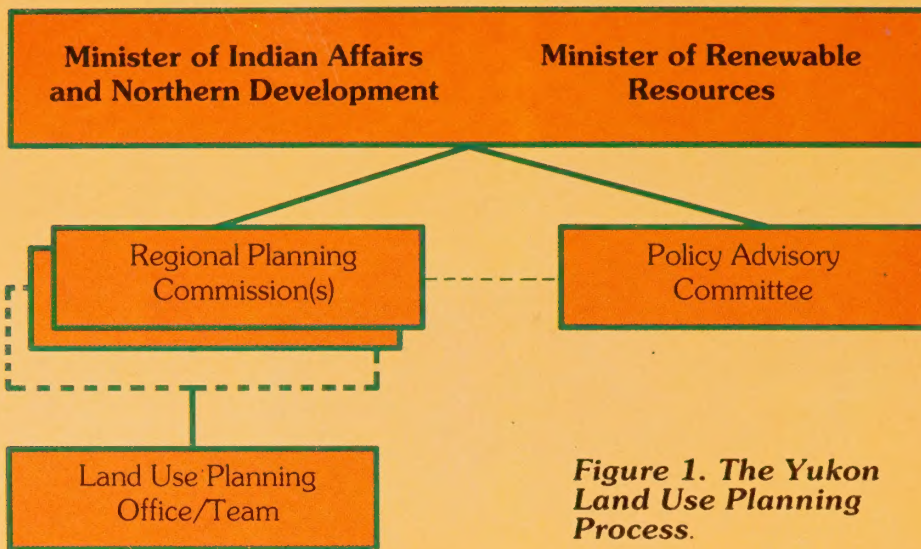 Minister of Indian Affairs
and Northern Development
Minister of Renewable
Resources
Regional Planning
Commission(s)
Policy Advisory
Committee
Land Use Planning
Office/Team
Figure 1. The Yukon
Land Use Planning
Process.